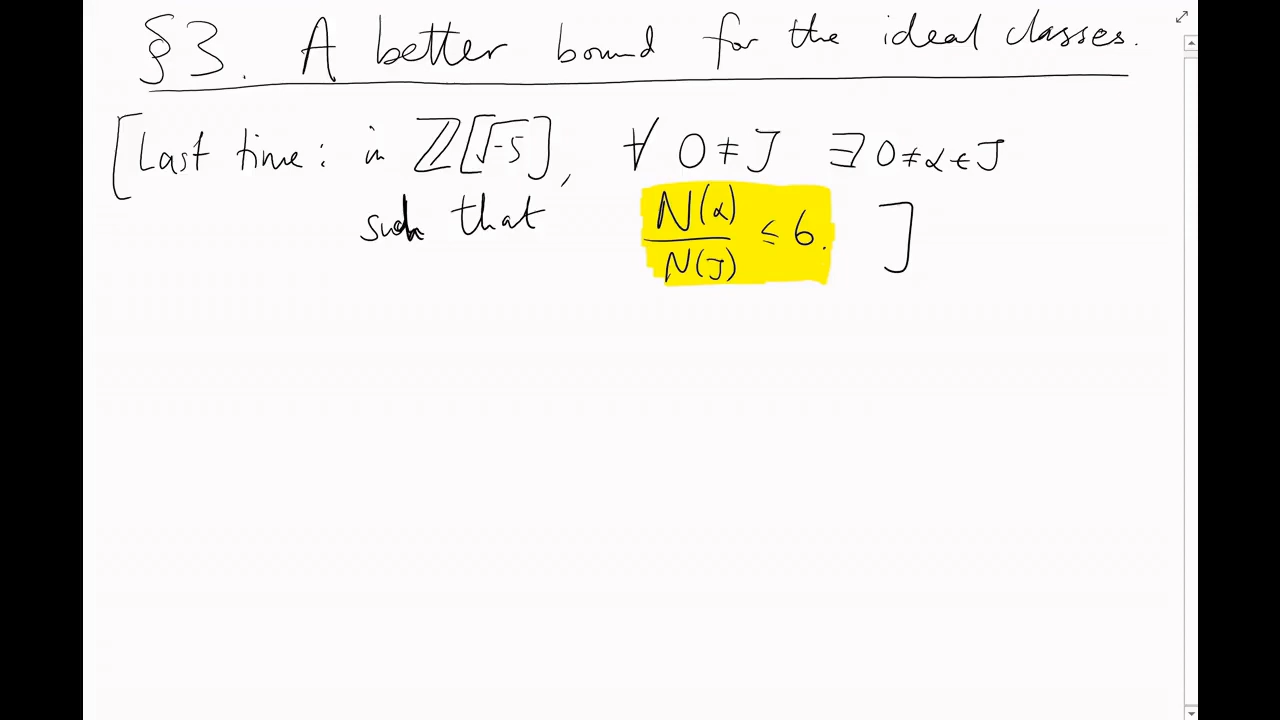 §3. A better bound for the ideal classes.
[Last time: in ℤ[√-5], ∀ 0≠J ∃ 0≠α∈J
such that N(α)/N(J) ≤ 6. ]